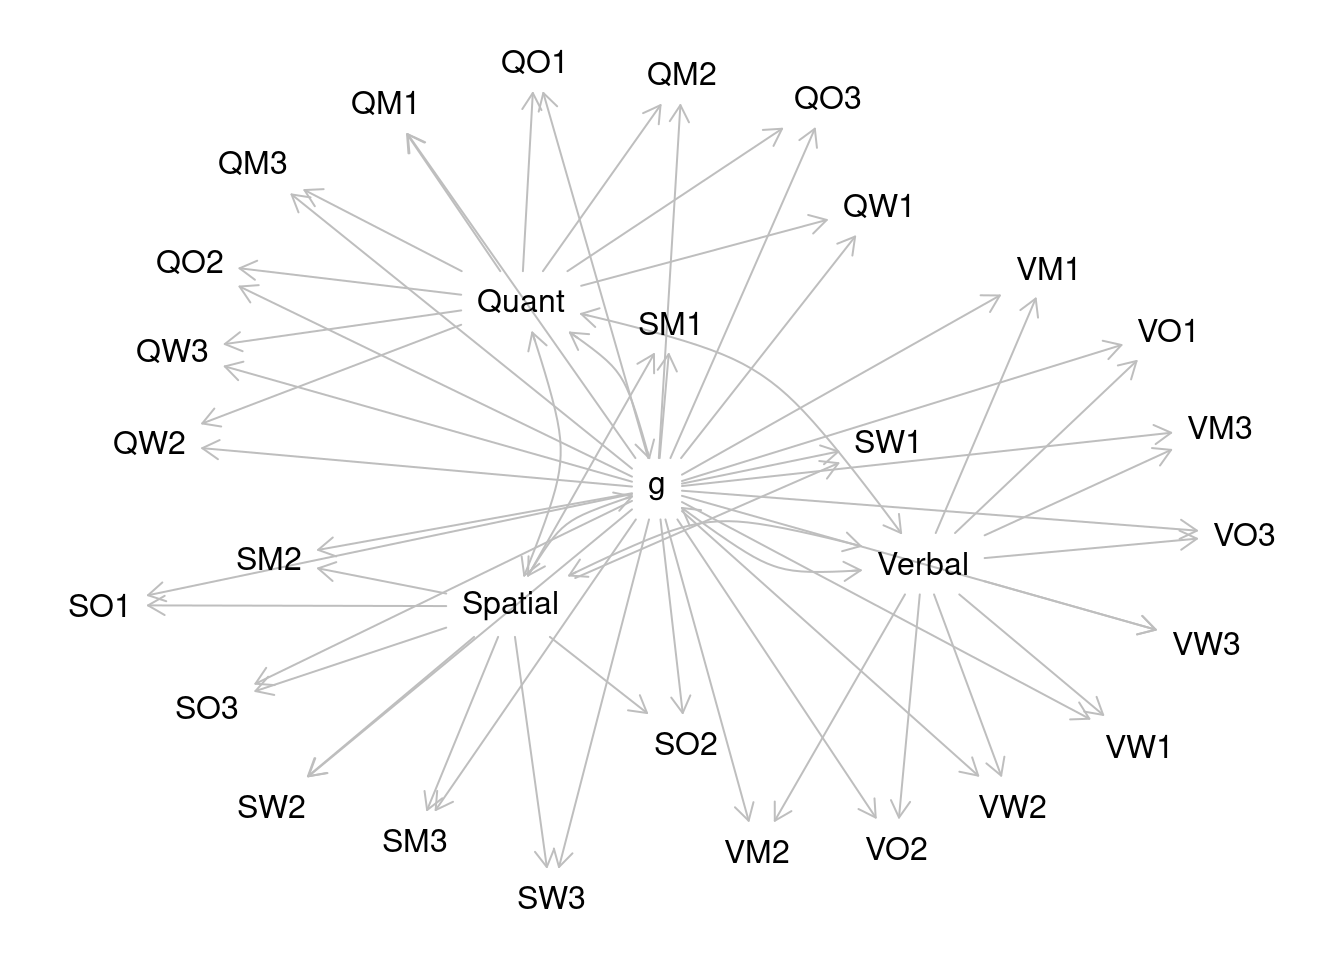 QO1
QM2
QO3
QM1
QM3
QW1
QO2
VM1
Quant
SM1
VO1
QW3
VM3
QW2
SW1
g
VO3
SM2
Verbal
SO1
Spatial
VW3
SO3
SO2
VW1
SW2
VW2
SM3
VM2
VO2
SW3